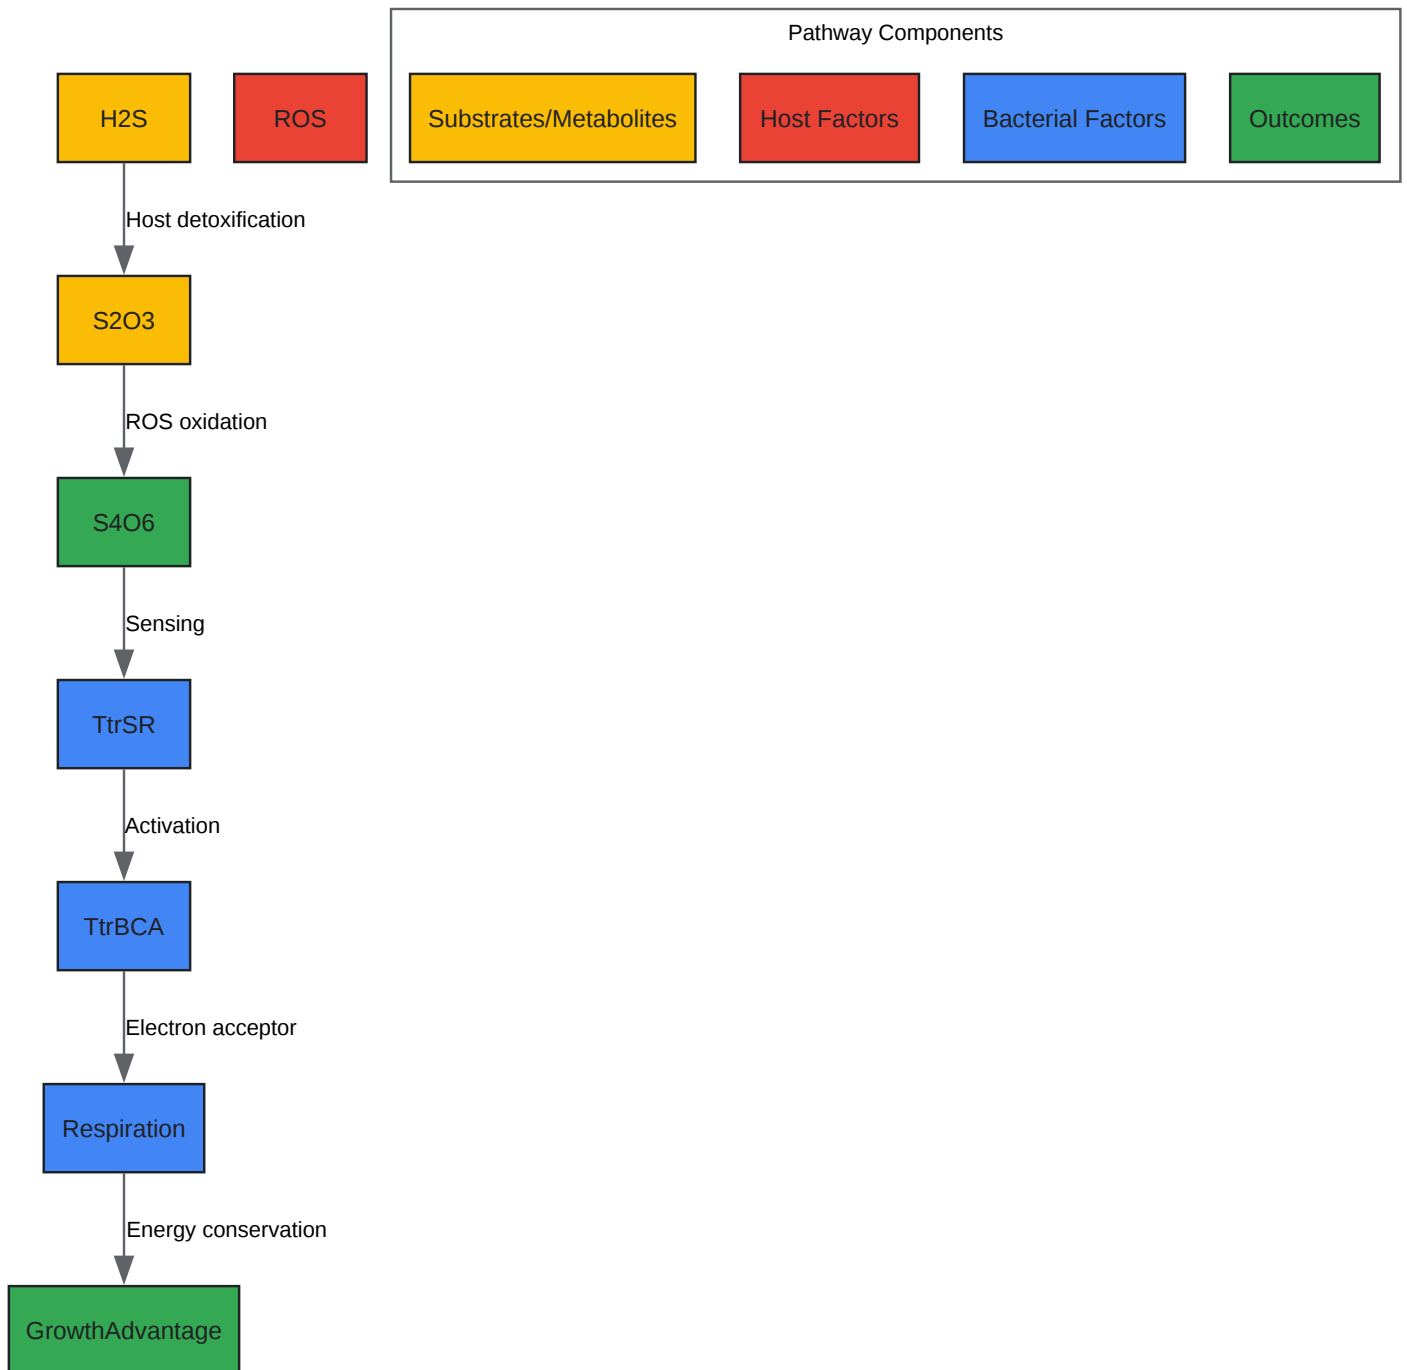 Pathway Components
H2S
ROS
Substrates/Metabolites
Host Factors
Bacterial Factors
Outcomes
Host detoxification
S2O3
ROS oxidation
S4O6
Sensing
TtrSR
Activation
TtrBCA
Electron acceptor
Respiration
Energy conservation
GrowthAdvantage